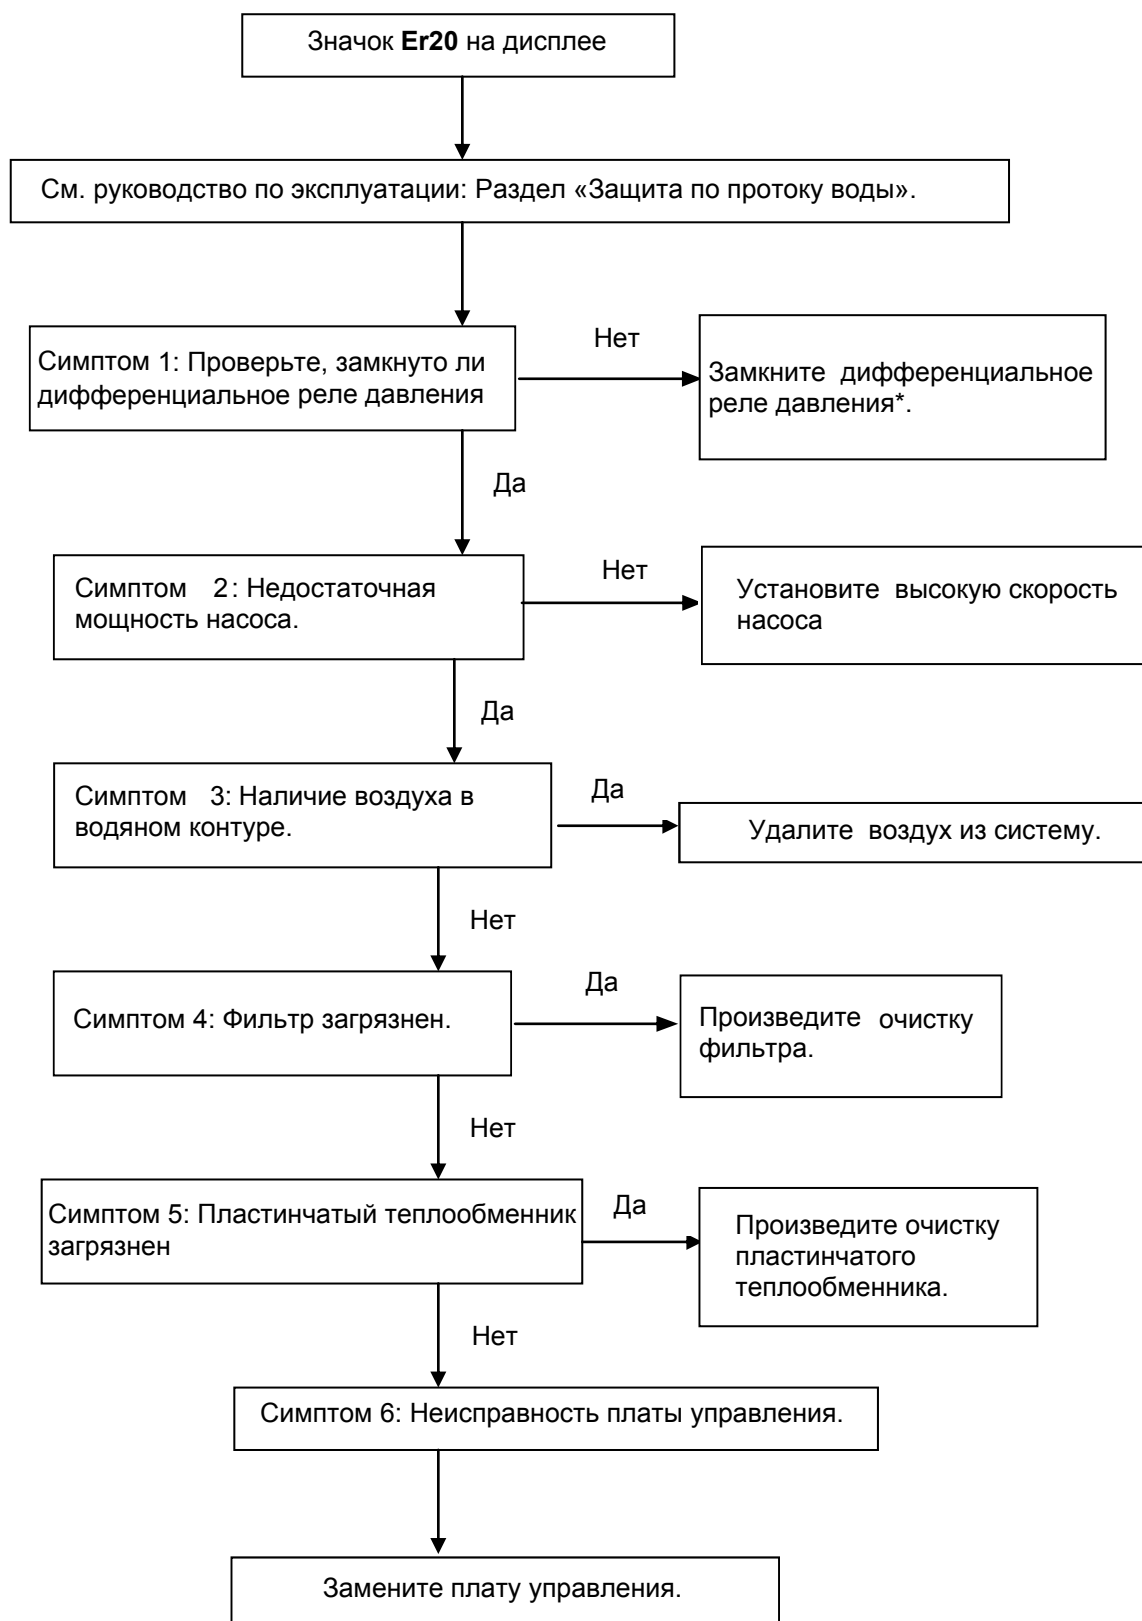 Значок Er20 на дисплее
См. руководство по эксплуатации: Раздел «Защита по протоку воды».
Симптом 1: Проверьте, замкнуто ли
дифференциальное реле давления
Нет
Замкните дифференциальное
реле давления*.
Да
Симптом 2: Недостаточная
мощность насоса.
Нет
Установите высокую скорость
насоса
Да
Симптом 3: Наличие воздуха в
водяном контуре.
Да
Удалите воздух из систему.
Нет
Симптом 4: Фильтр загрязнен.
Да
Произведите очистку
фильтра.
Нет
Симптом 5: Пластинчатый теплообменник
загрязнен
Да
Произведите очистку
пластинчатого
теплообменника.
Нет
Симптом 6: Неисправность платы управления.
Замените плату управления.